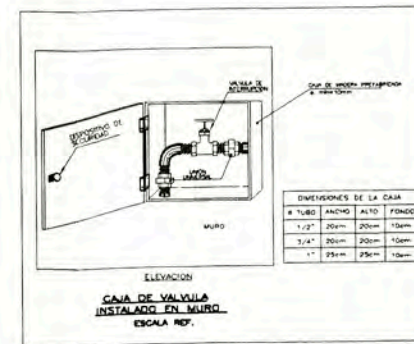 VALVULA DE
INTERRUPCION
CAJA DE MADERA PREFABRICADA
DISPOSITIVO DE
SEGURIDAD
UNION
UNIVERSAL
MURO
ELEVACION
CAJA DE VALVULA
INSTALADO EN MURO
ESCALA REF.
DIMENSIONES DE LA CAJA
# TUBO ANCHO ALTO FONDO
1/2" 20cm 20cm 10cm
3/4" 20cm 20cm 10cm
1" 25cm 25cm 10cm